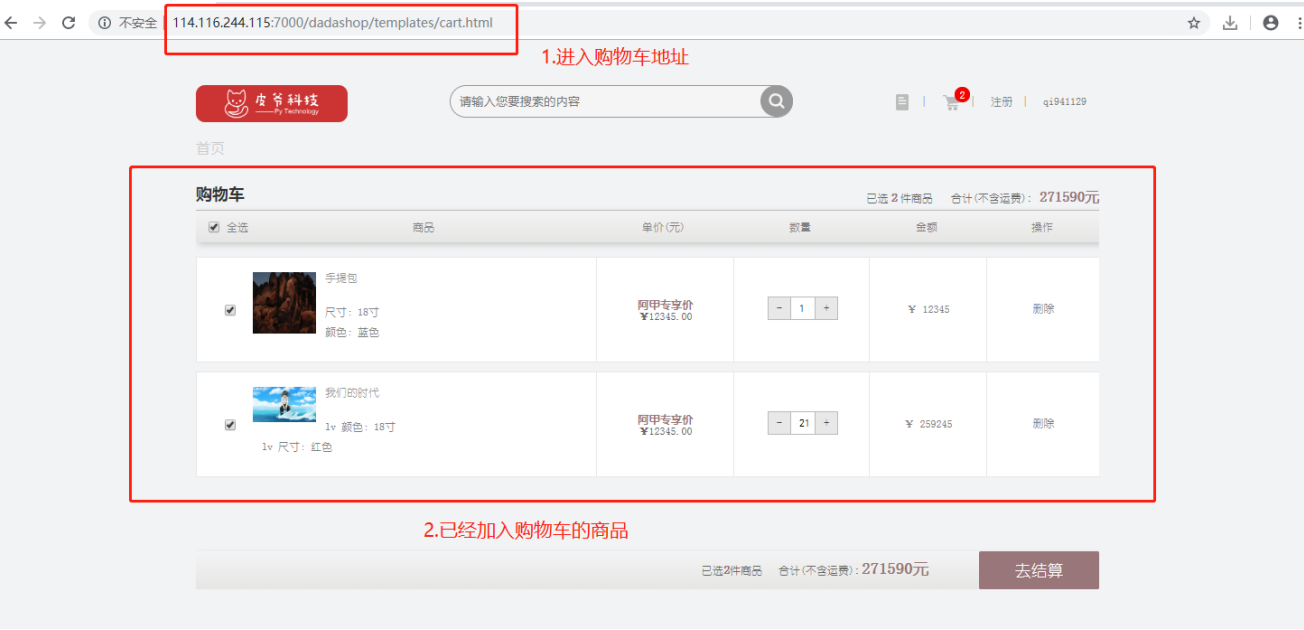 不安全 114.116.244.115:7000/dadashop/templates/cart.html
1.进入购物车地址
皮爷科技
Py Technology
请输入您要搜索的内容
2
注册
qi941129
首页
购物车
已选 2 件商品 合计(不含运费): 271590元
全选 商品 单价(元) 数量 金额 操作
手提包
尺寸: 18寸
颜色: 蓝色
阿甲专享价
¥12345.00
- 1 +
¥ 12345
删除
我们的时代
lv 颜色: 18寸
lv 尺寸: 红色
阿甲专享价
¥12345.00
- 21 +
¥ 259245
删除
2.已经加入购物车的商品
已选2件商品 合计(不含运费): 271590元
去结算